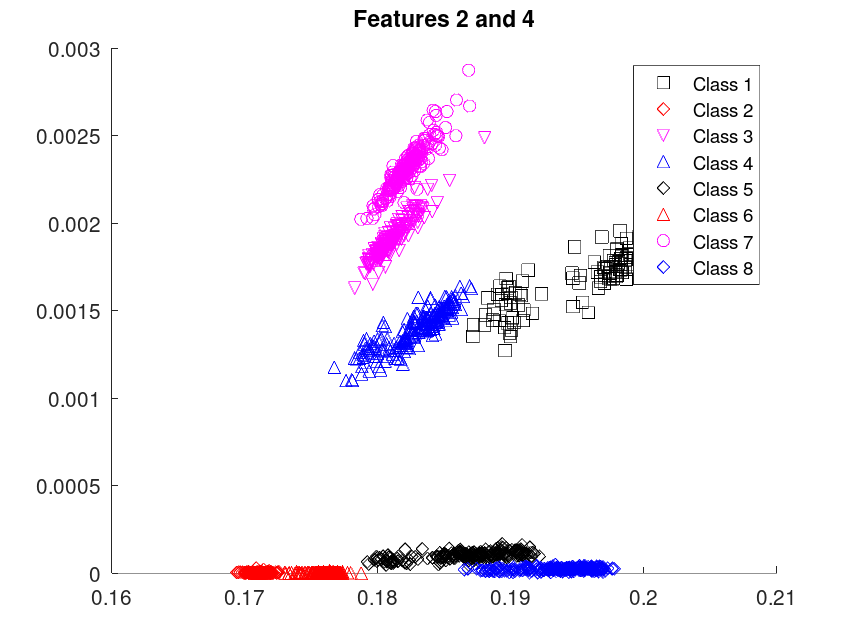 Features 2 and 4
0.003
0.0025
0.002
0.0015
0.001
0.0005
0
0.16
0.17
0.18
0.19
0.2
0.21
Class 1
Class 2
Class 3
Class 4
Class 5
Class 6
Class 7
Class 8